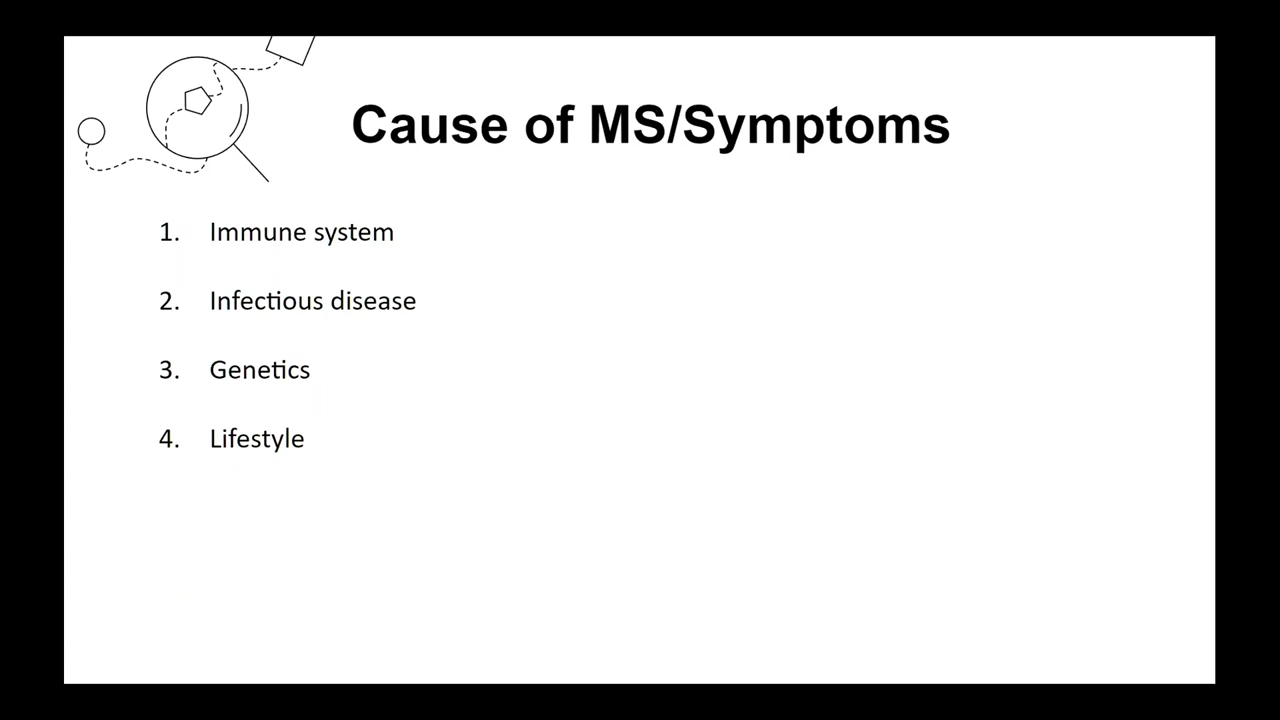 Cause of MS/Symptoms
1. Immune system
2. Infectious disease
3. Genetics
4. Lifestyle